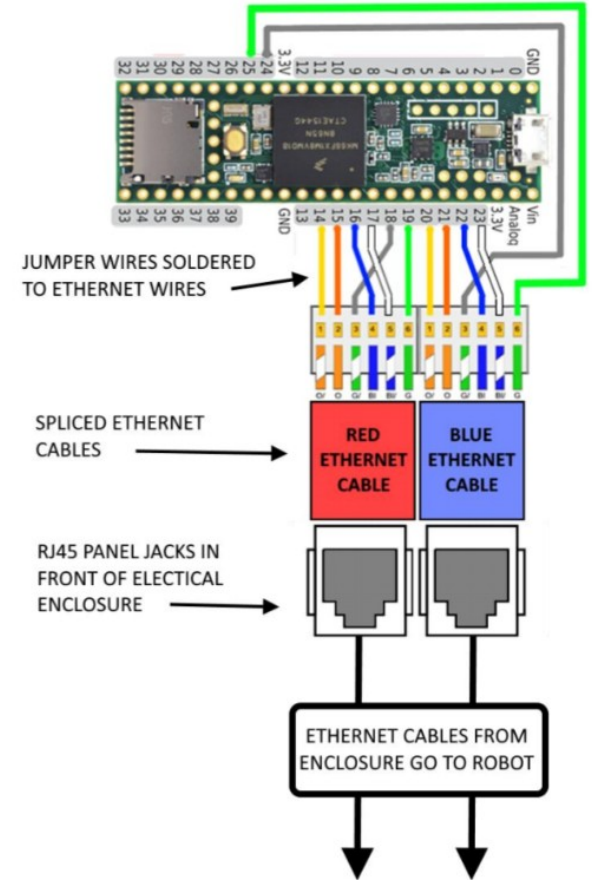 32 31 30 29 28 27 26 25 24 3.3V 12 11 10 9 8 7 6 5 4 3 2 1 0 GND
MK66FX1M0VMD18
CTAE1544G
33 34 35 36 37 38 39 GND 13 14 15 16 17 18 19 20 21 22 23 3.3V Analog Vin
JUMPER WIRES SOLDERED
TO ETHERNET WIRES
1 2 3 4 5 6 1 2 3 4 5 6
SPLICED ETHERNET
CABLES
RED
ETHERNET
CABLE
BLUE
ETHERNET
CABLE
RJ45 PANEL JACKS IN
FRONT OF ELECTICAL
ENCLOSURE
ETHERNET CABLES FROM
ENCLOSURE GO TO ROBOT